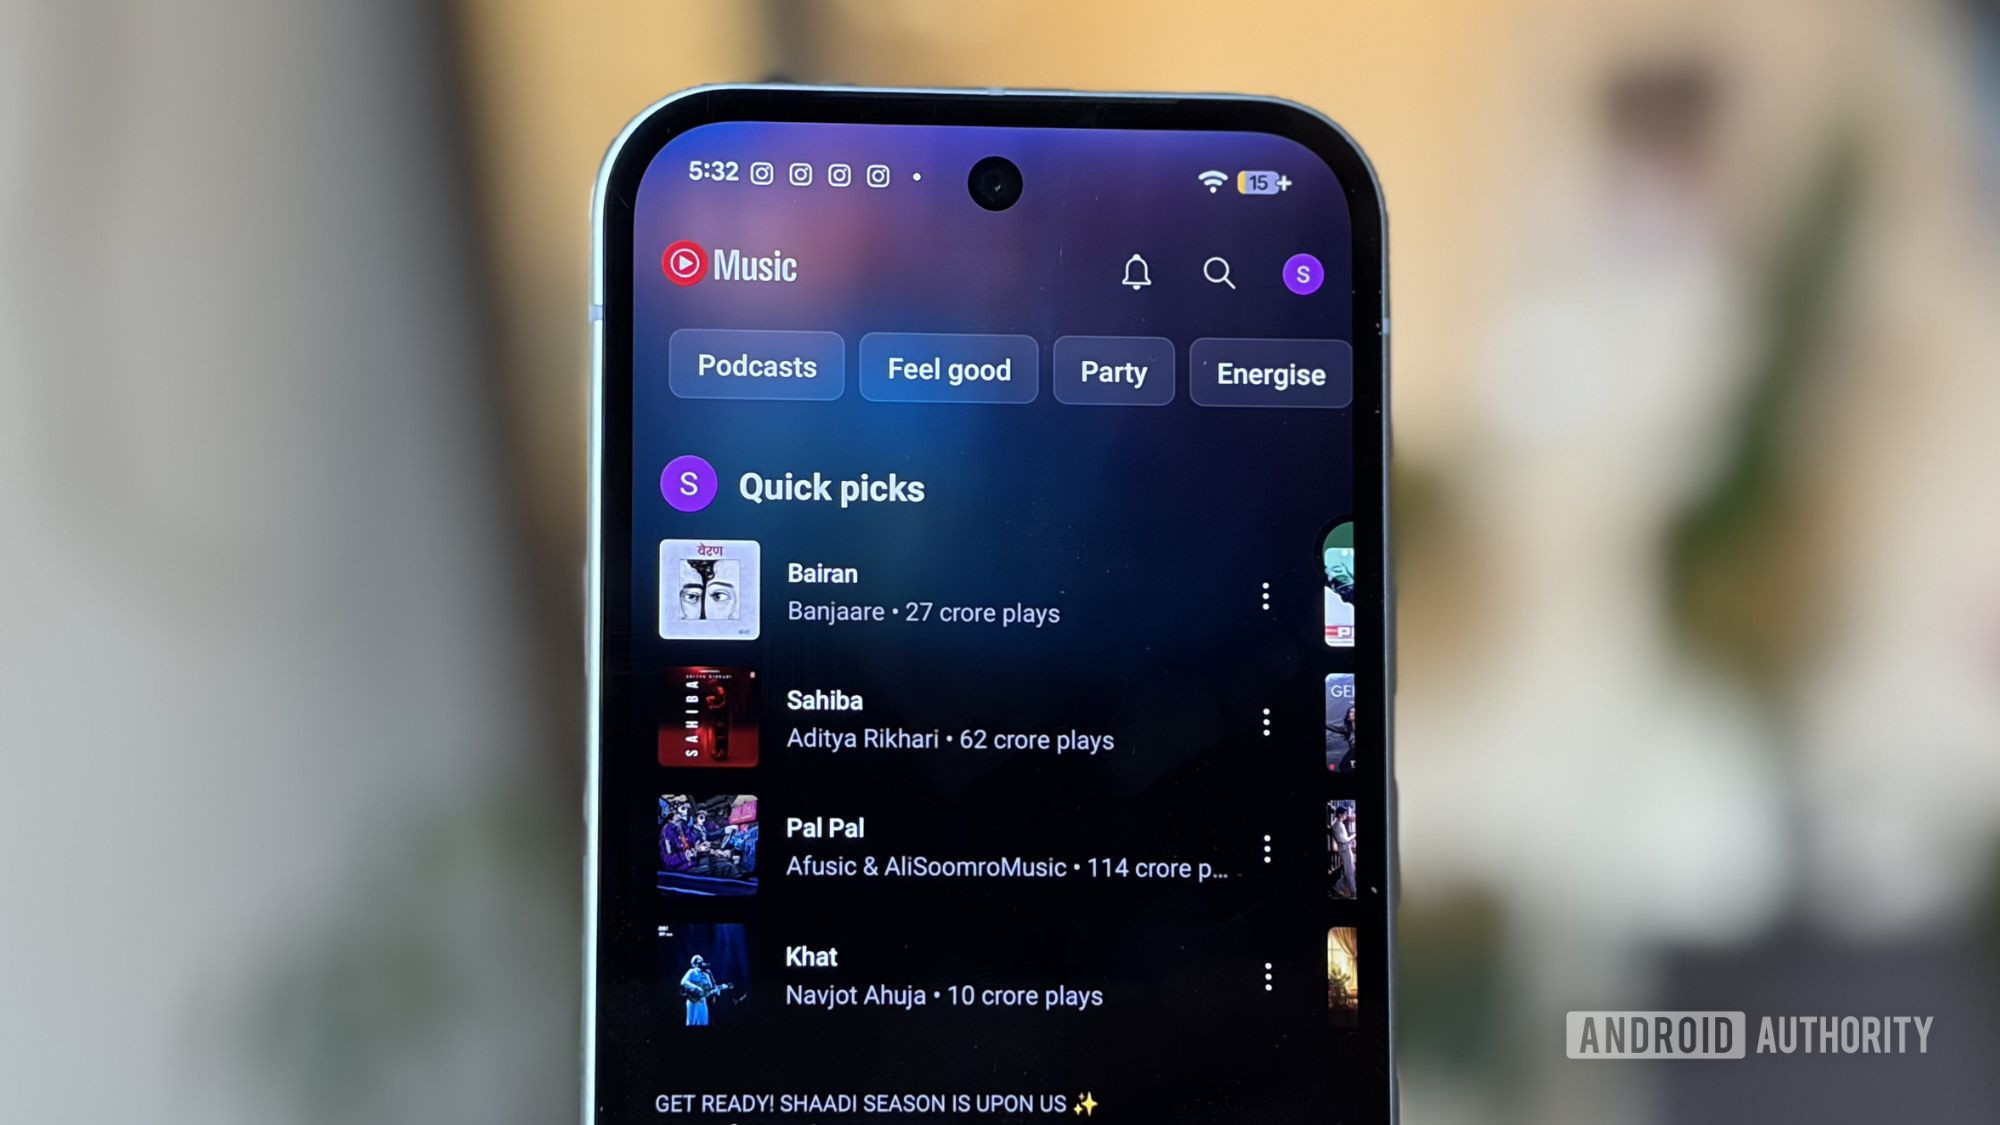 5:32
15+
Music
S
Podcasts
Feel good
Party
Energise
S
Quick picks
वैरण
Bairan
Banjaare • 27 crore plays
SAHIBA
Sahiba
Aditya Rikhari • 62 crore plays
GE
Pal Pal
Afusic & AliSoomroMusic • 114 crore p...
Khat
Navjot Ahuja • 10 crore plays
GET READY! SHAADI SEASON IS UPON US ✨
ANDROID AUTHORITY